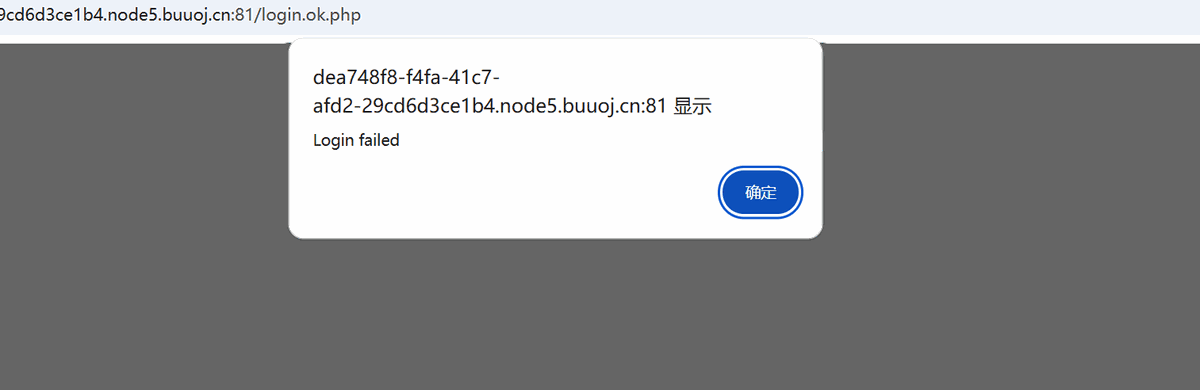 9cd6d3ce1b4.node5.buuoj.cn:81/login.ok.php
dea748f8-f4fa-41c7-
afd2-29cd6d3ce1b4.node5.buuoj.cn:81 显示
Login failed
确定